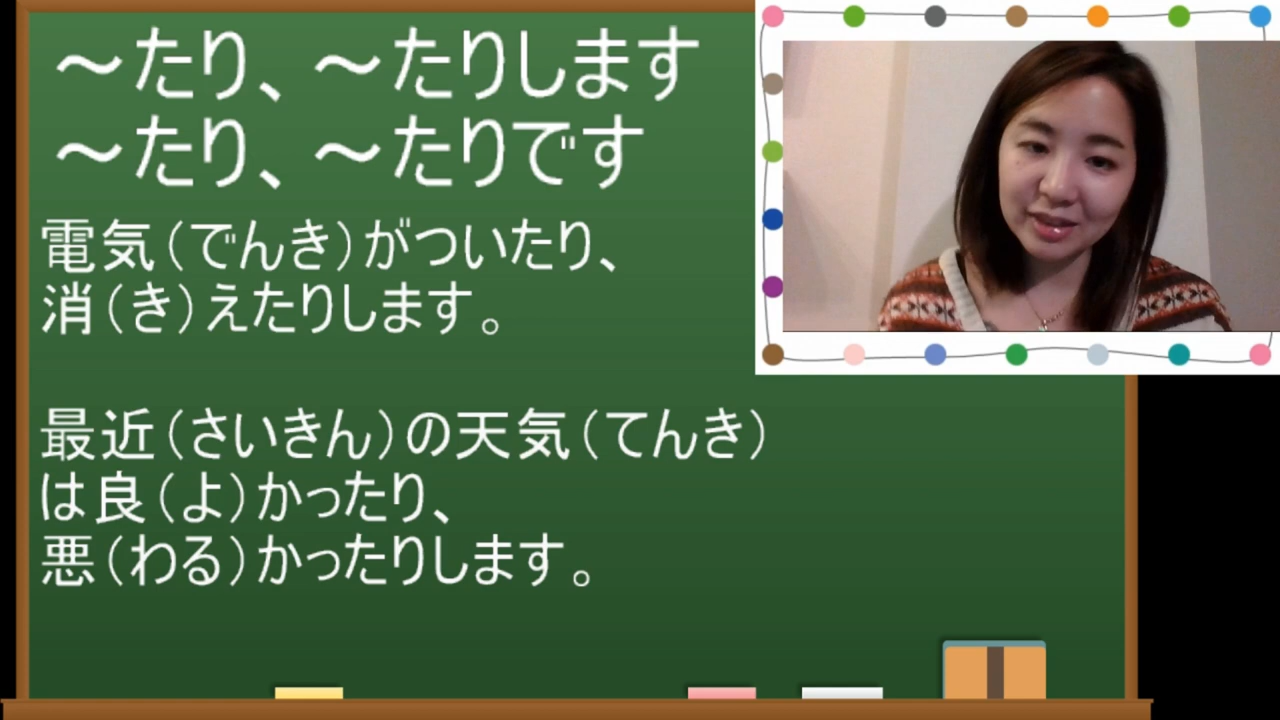 ～たり、～たりします
～たり、～たりです
電気（でんき）がついたり、
消（き）えたりします。
最近（さいきん）の天気（てんき）
は良（よ）かったり、
悪（わる）かったりします。